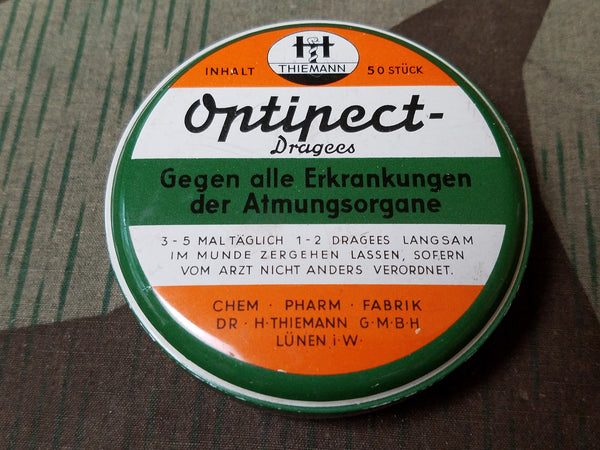 H H
THIEMANN
INHALT 50 STÜCK
Optipect-
Dragees
Gegen alle Erkrankungen
der Atmungsorgane
3-5 MAL TÄGLICH 1-2 DRAGEES LANGSAM
IM MUNDE ZERGEHEN LASSEN, SOFERN
VOM ARZT NICHT ANDERS VERORDNET.
CHEM · PHARM · FABRIK
DR · H·THIEMANN G·M·B·H
LÜNEN i·W·